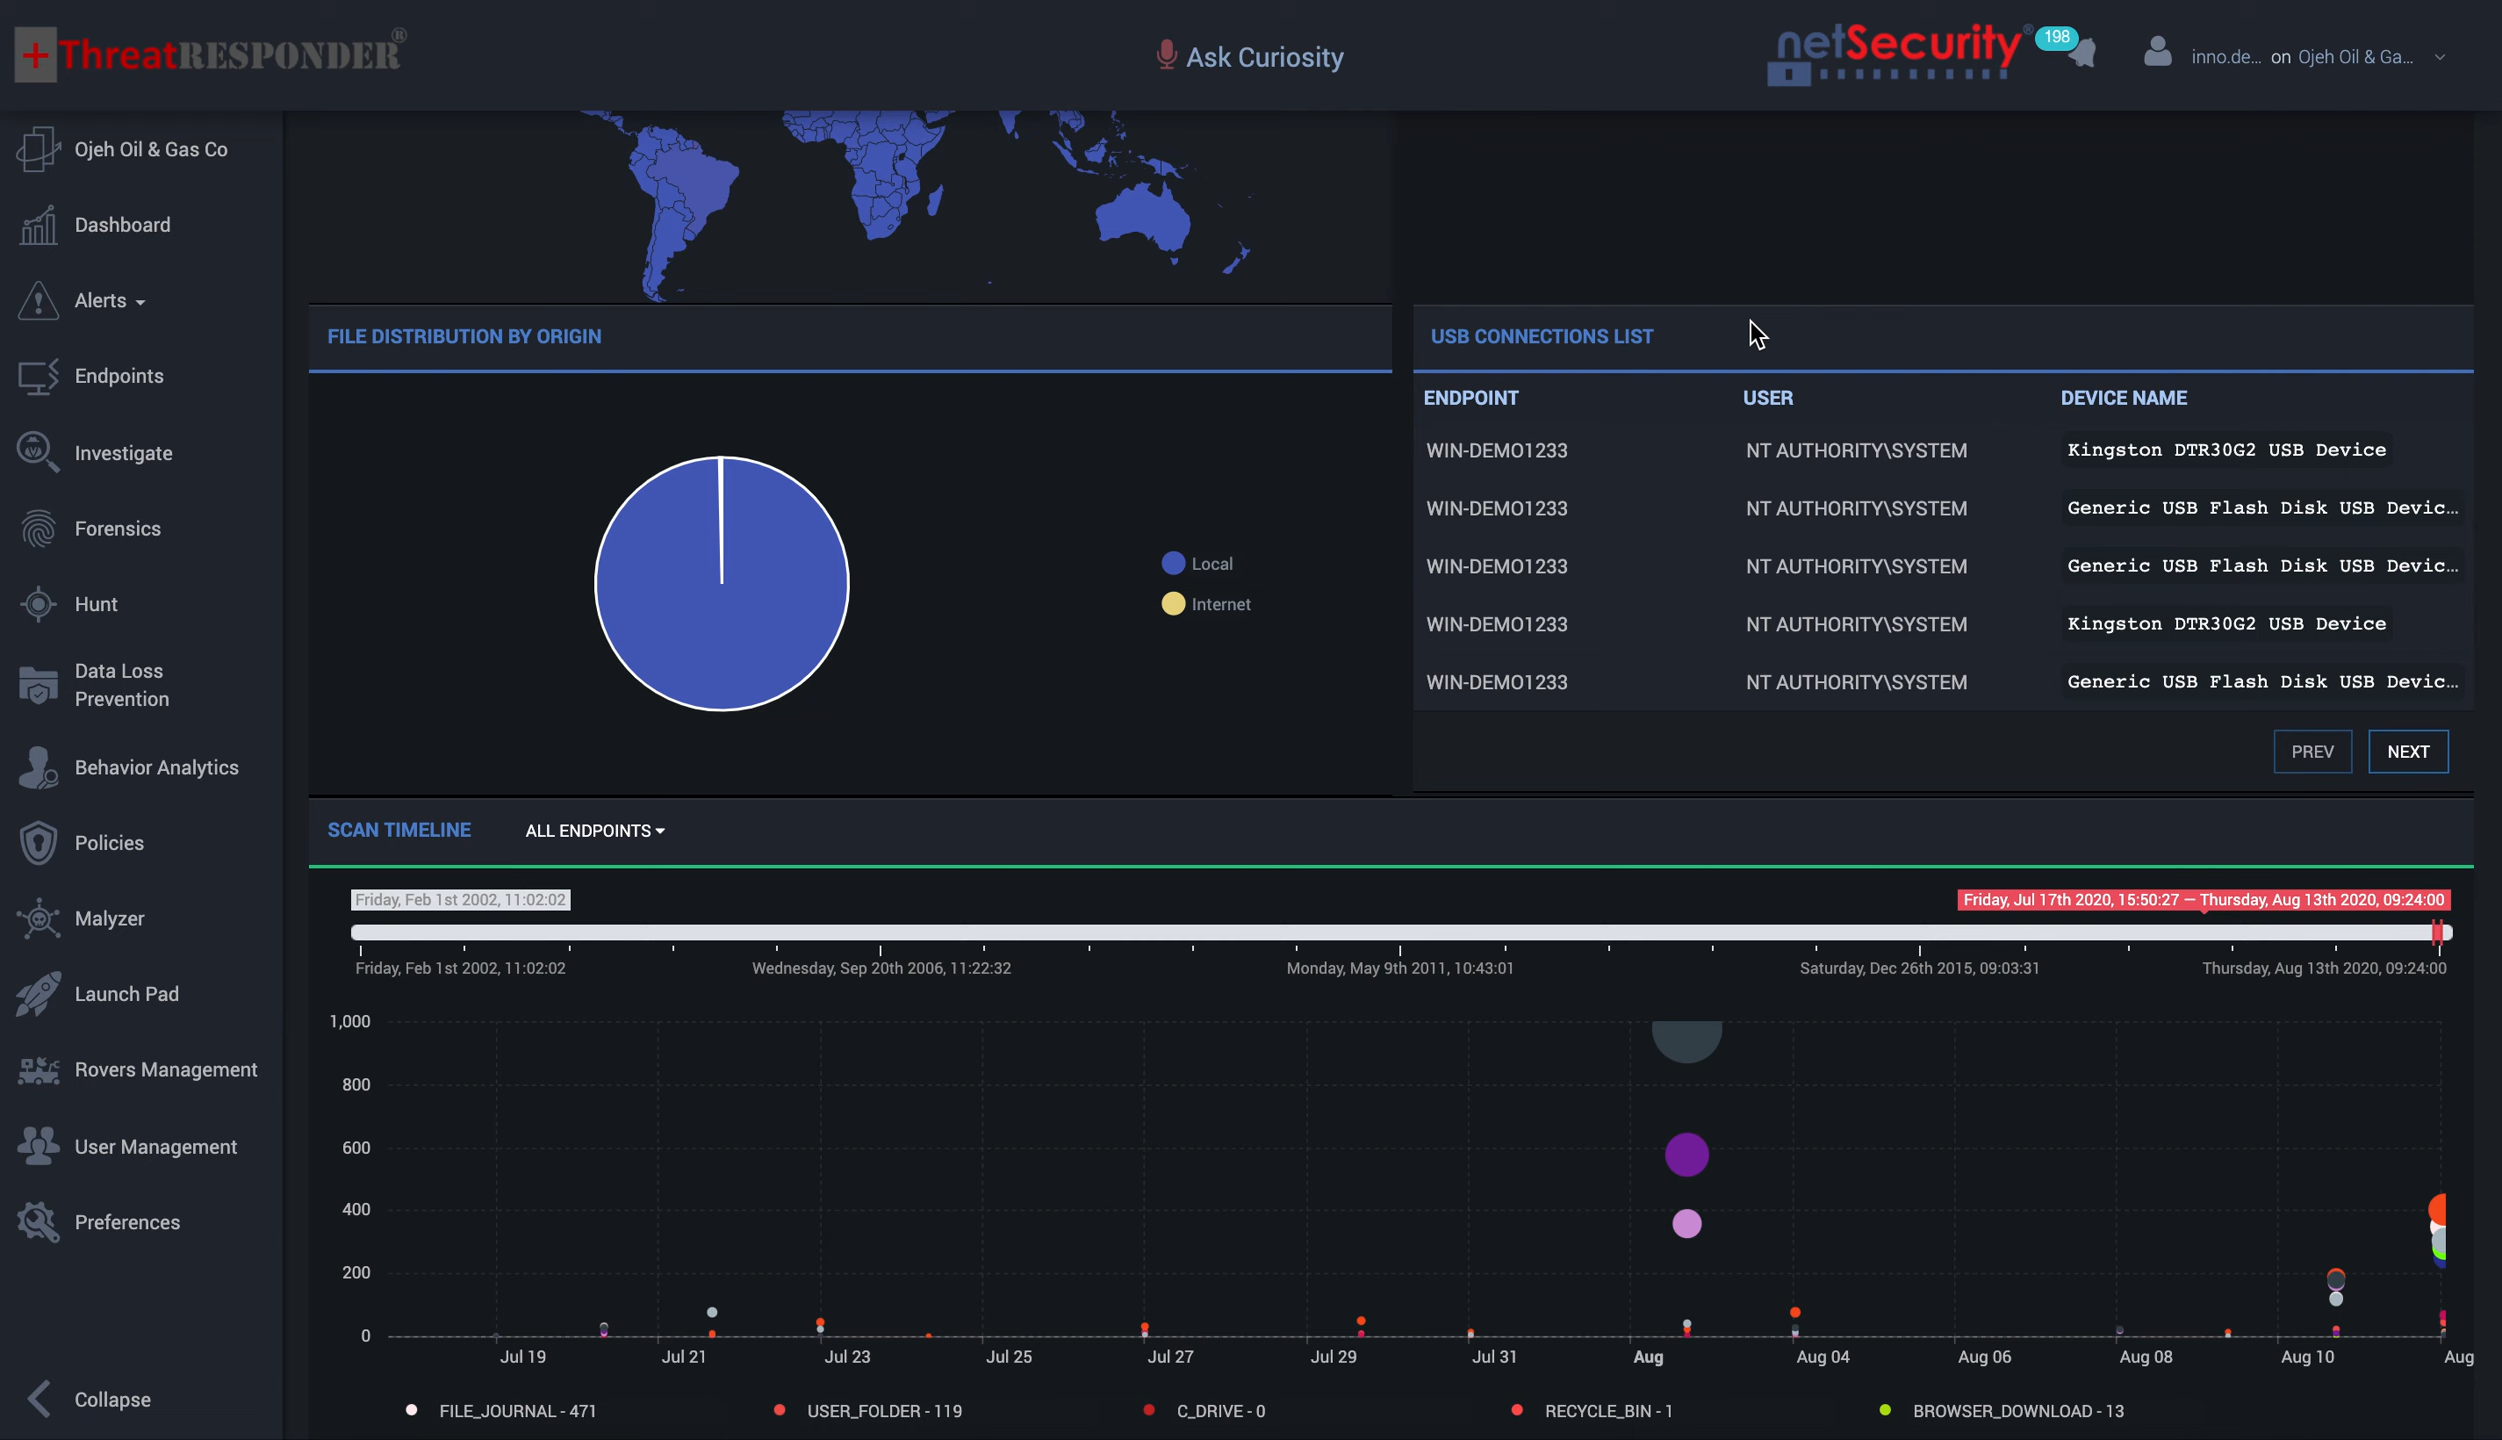 ThreatRESPONDER®
Ask Curiosity
netSecurity®
198
inno.de... on Ojeh Oil & Ga...
Ojeh Oil & Gas Co
Dashboard
Alerts
Endpoints
Investigate
Forensics
Hunt
Data Loss
Prevention
Behavior Analytics
Policies
Malyzer
Launch Pad
Rovers Management
User Management
Preferences
Collapse
FILE DISTRIBUTION BY ORIGIN
Local
Internet
USB CONNECTIONS LIST
ENDPOINT USER DEVICE NAME
WIN-DEMO1233 NT AUTHORITY\SYSTEM Kingston DTR30G2 USB Device
WIN-DEMO1233 NT AUTHORITY\SYSTEM Generic USB Flash Disk USB Devic...
WIN-DEMO1233 NT AUTHORITY\SYSTEM Generic USB Flash Disk USB Devic...
WIN-DEMO1233 NT AUTHORITY\SYSTEM Kingston DTR30G2 USB Device
WIN-DEMO1233 NT AUTHORITY\SYSTEM Generic USB Flash Disk USB Devic...
PREV NEXT
SCAN TIMELINE ALL ENDPOINTS
Friday, Feb 1st 2002, 11:02:02 Friday, Jul 17th 2020, 15:50:27 — Thursday, Aug 13th 2020, 09:24:00
Friday, Feb 1st 2002, 11:02:02 Wednesday, Sep 20th 2006, 11:22:32 Monday, May 9th 2011, 10:43:01 Saturday, Dec 26th 2015, 09:03:31 Thursday, Aug 13th 2020, 09:24:00
1,000
800
600
400
200
0
Jul 19 Jul 21 Jul 23 Jul 25 Jul 27 Jul 29 Jul 31 Aug Aug 04 Aug 06 Aug 08 Aug 10 Aug
FILE_JOURNAL - 471 USER_FOLDER - 119 C_DRIVE - 0 RECYCLE_BIN - 1 BROWSER_DOWNLOAD - 13